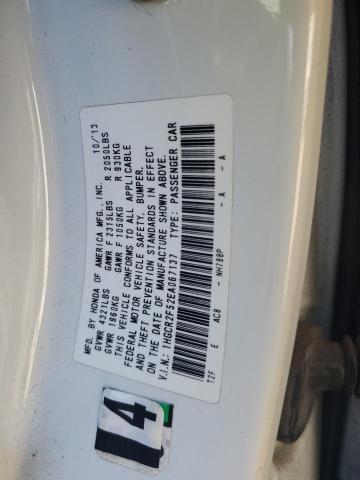 MFD. BY HONDA OF AMERICA MFG., INC. 10/13
GVWR 4321LBS GAWR F 2315LBS R 2050LBS
GVWR 1960KG GAWR F 1050KG R 930KG
THIS VEHICLE CONFORMS TO ALL APPLICABLE
FEDERAL MOTOR VEHICLE SAFETY, BUMPER,
AND THEFT PREVENTION STANDARDS IN EFFECT
ON THE DATE OF MANUFACTURE SHOWN ABOVE.
V.I.N.: 1HGCR2F52EA067137 TYPE: PASSENGER CAR
T2F E AC8 - NH788P - A - A
4